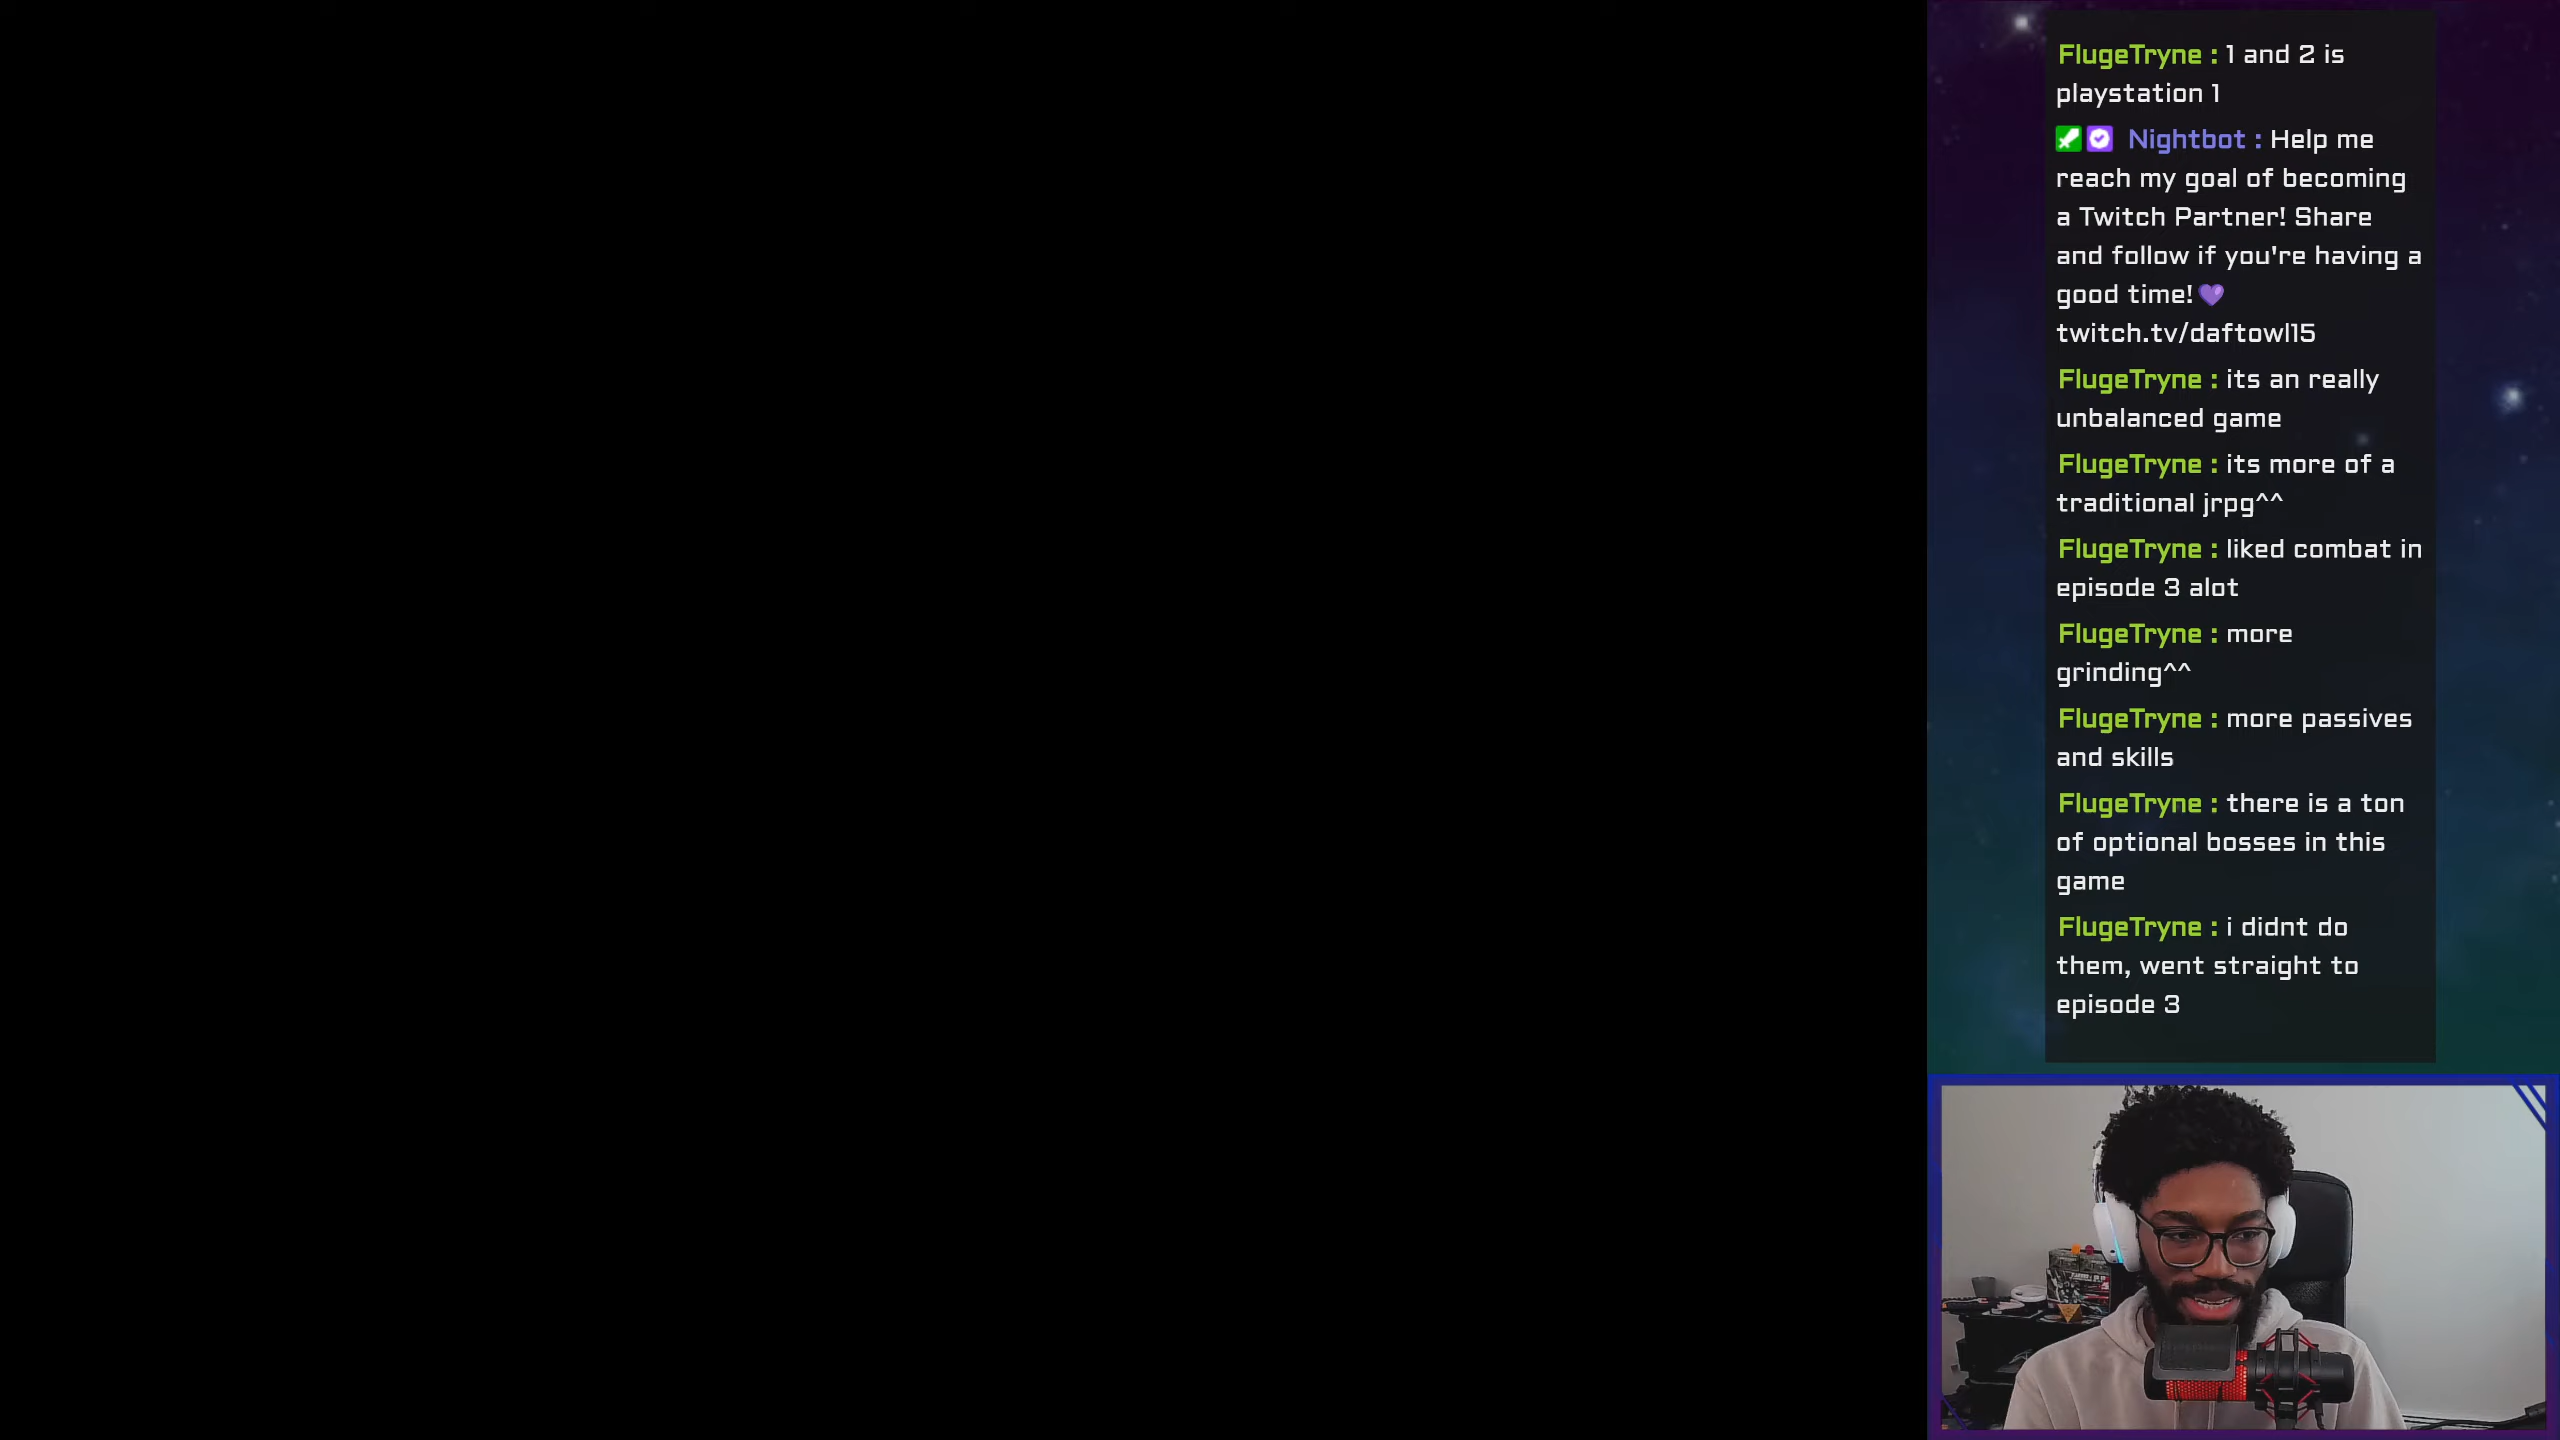 FlugeTryne : 1 and 2 is
playstation 1
Nightbot : Help me
reach my goal of becoming
a Twitch Partner! Share
and follow if you're having a
good time!💜
twitch.tv/daftowl15
FlugeTryne : its an really
unbalanced game
FlugeTryne : its more of a
traditional jrpg^^
FlugeTryne : liked combat in
episode 3 alot
FlugeTryne : more
grinding^^
FlugeTryne : more passives
and skills
FlugeTryne : there is a ton
of optional bosses in this
game
FlugeTryne : i didnt do
them, went straight to
episode 3